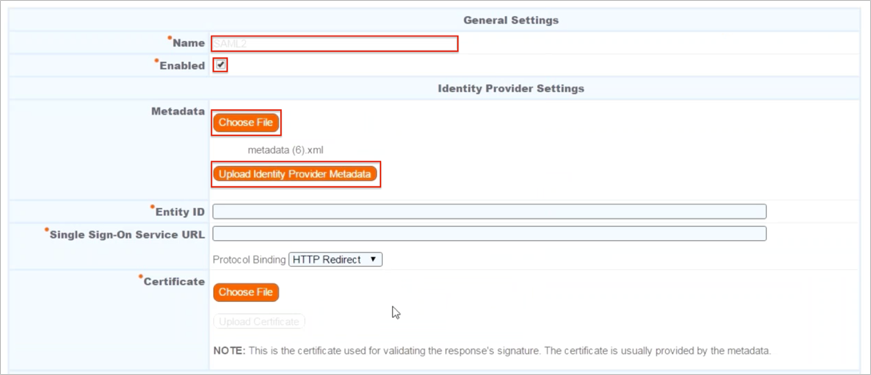 General Settings
*Name SAML2
*Enabled
Identity Provider Settings
Metadata Choose File
metadata (6).xml
Upload Identity Provider Metadata
*Entity ID
*Single Sign-On Service URL
Protocol Binding HTTP Redirect
*Certificate Choose File
Upload Certificate
NOTE: This is the certificate used for validating the response's signature. The certificate is usually provided by the metadata.